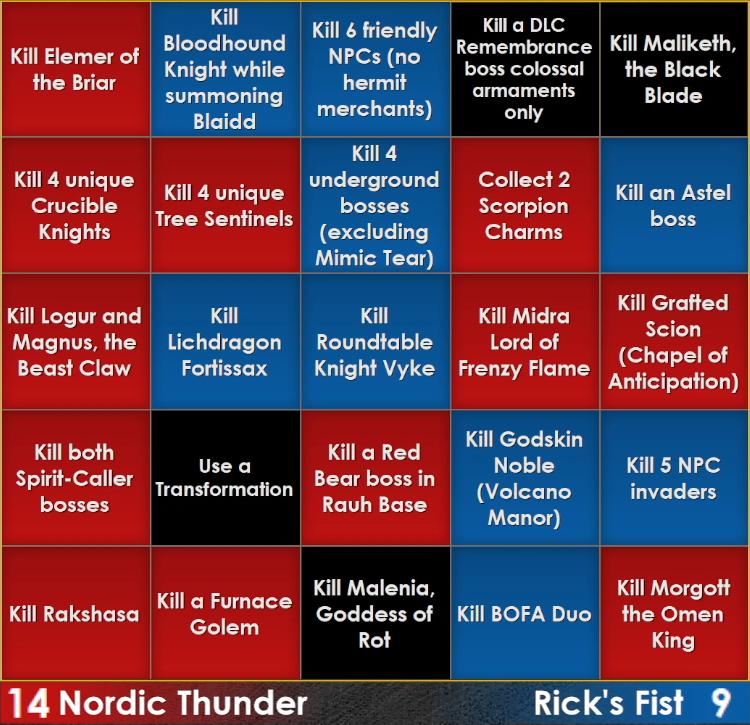 Kill Elemer of
the Briar
Kill
Bloodhound
Knight while
summoning
Blaidd
Kill 6 friendly
NPCs (no
hermit
merchants)
Kill a DLC
Remembrance
boss colossal
armaments
only
Kill Maliketh,
the Black
Blade
Kill 4 unique
Crucible
Knights
Kill 4 unique
Tree Sentinels
Kill 4
underground
bosses
(excluding
Mimic Tear)
Collect 2
Scorpion
Charms
Kill an Astel
boss
Kill Logur and
Magnus, the
Beast Claw
Kill
Lichdragon
Fortissax
Kill
Roundtable
Knight Vyke
Kill Midra
Lord of
Frenzy Flame
Kill Grafted
Scion
(Chapel of
Anticipation)
Kill both
Spirit-Caller
bosses
Use a
Transformation
Kill a Red
Bear boss in
Rauh Base
Kill Godskin
Noble
(Volcano
Manor)
Kill 5 NPC
invaders
Kill Rakshasa
Kill a Furnace
Golem
Kill Malenia,
Goddess of
Rot
Kill BOFA Duo
Kill Morgott
the Omen
King
14 Nordic Thunder
Rick's Fist 9